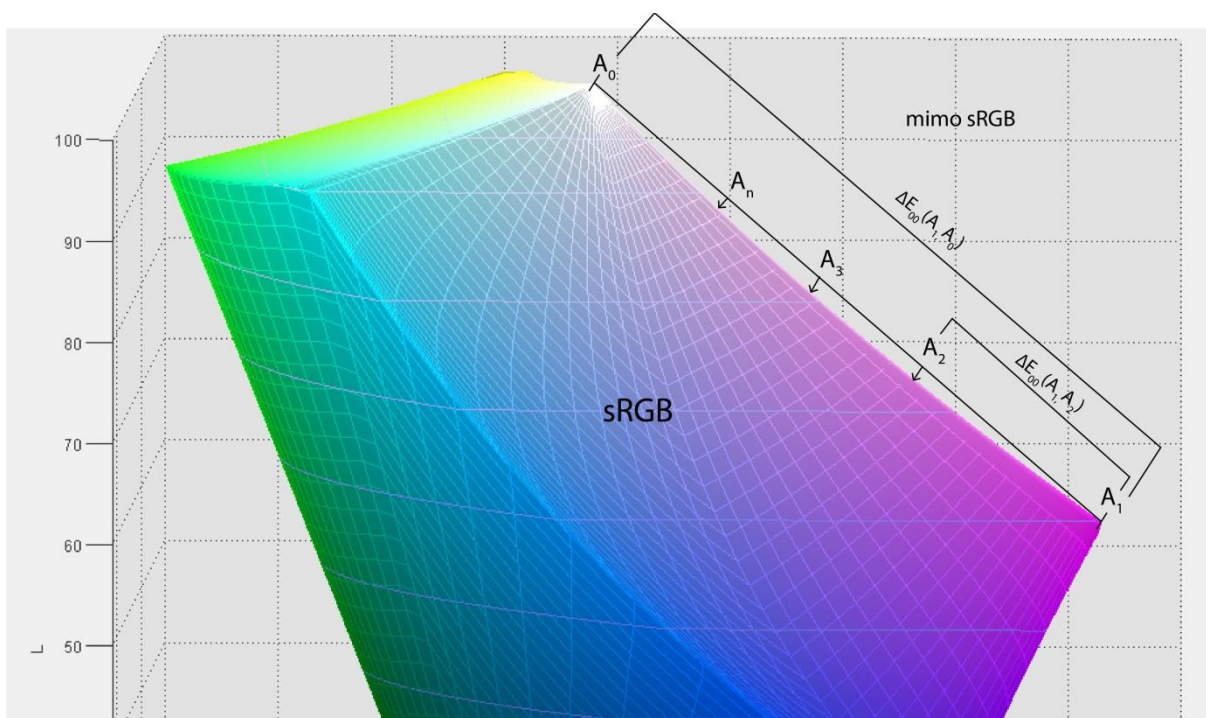 A₀
mimo sRGB
Aₙ
ΔE₀₀(A₁,A₀)
A₃
A₂
ΔE₀₀(A₁,A₂)
sRGB
A₁
100
90
80
70
60
50
L